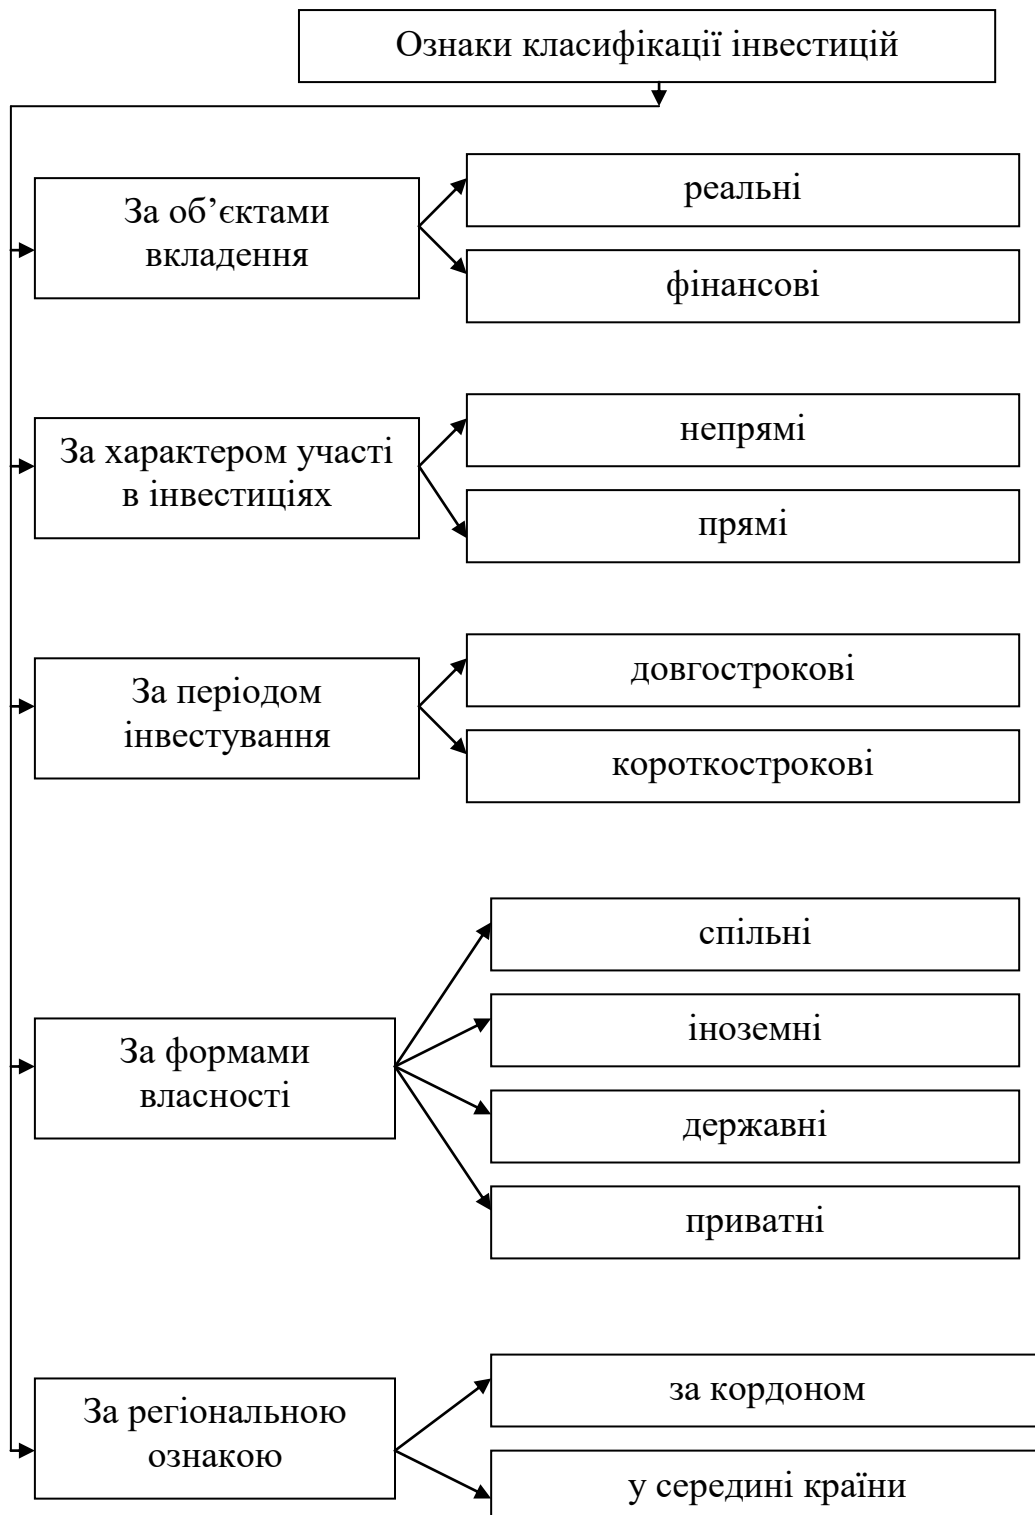 Ознаки класифікації інвестицій
За об’єктами
вкладення
реальні
фінансові
За характером участі
в інвестиціях
непрямі
прямі
За періодом
інвестування
довгострокові
короткострокові
За формами
власності
спільні
іноземні
державні
приватні
За регіональною
ознакою
за кордоном
у середині країни